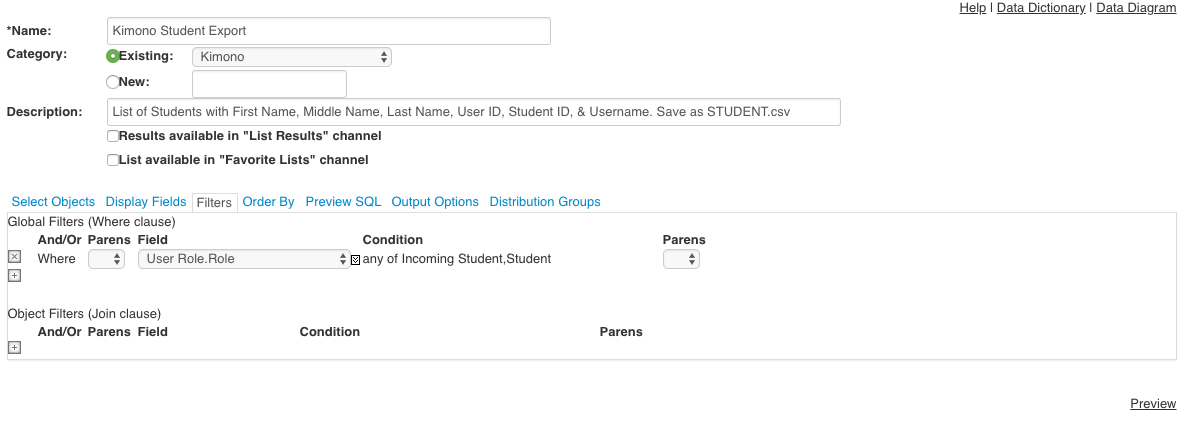 Help | Data Dictionary | Data Diagram
*Name: Kimono Student Export
Category: Existing: Kimono
New:
Description: List of Students with First Name, Middle Name, Last Name, User ID, Student ID, & Username. Save as STUDENT.csv
Results available in "List Results" channel
List available in "Favorite Lists" channel
Select Objects Display Fields Filters Order By Preview SQL Output Options Distribution Groups
Global Filters (Where clause)
And/Or Parens Field Condition Parens
Where User Role.Role any of Incoming Student,Student
Object Filters (Join clause)
And/Or Parens Field Condition Parens
Preview